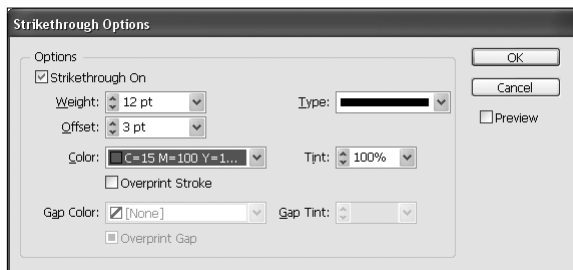 Strikethrough Options
Options
Strikethrough On
Weight: 12 pt Type:
Offset: 3 pt
Color: C=15 M=100 Y=1... Tint: 100%
Overprint Stroke
Gap Color: [None] Gap Tint:
Overprint Gap
OK
Cancel
Preview